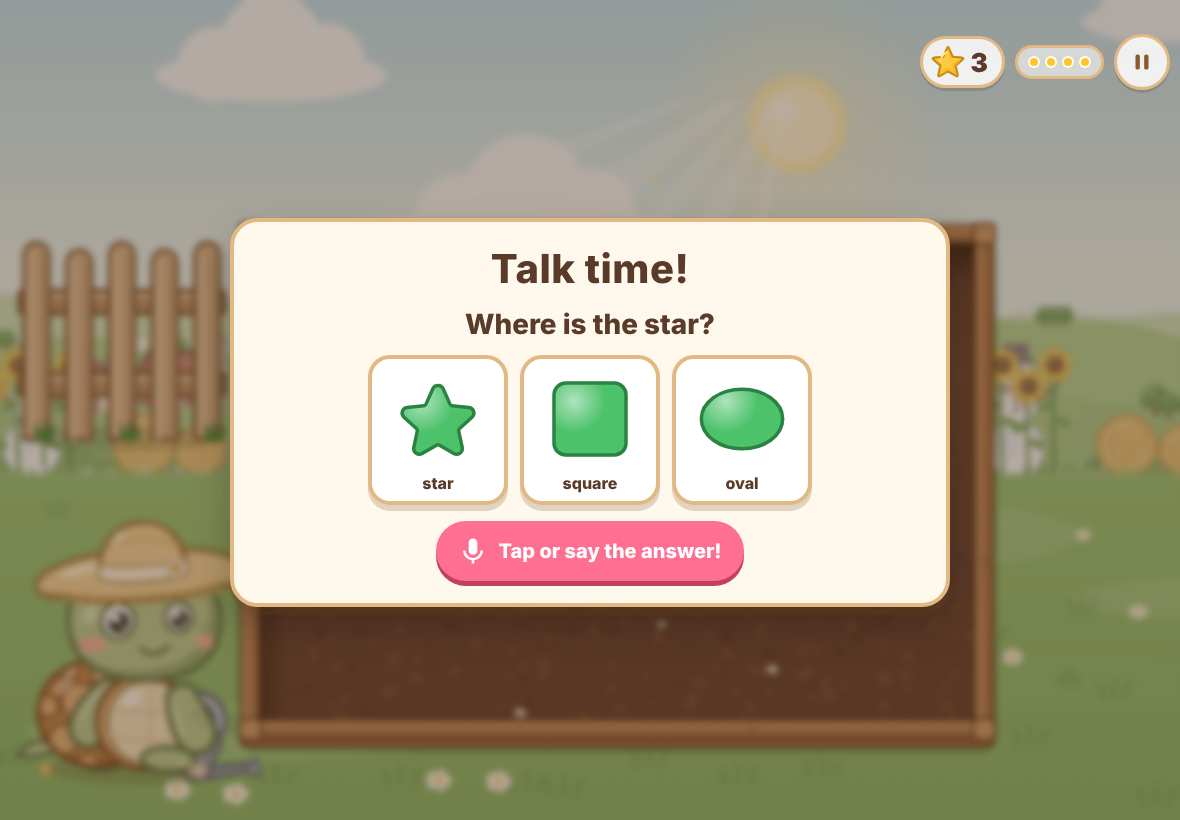 3
Talk time!
Where is the star?
star
square
oval
Tap or say the answer!